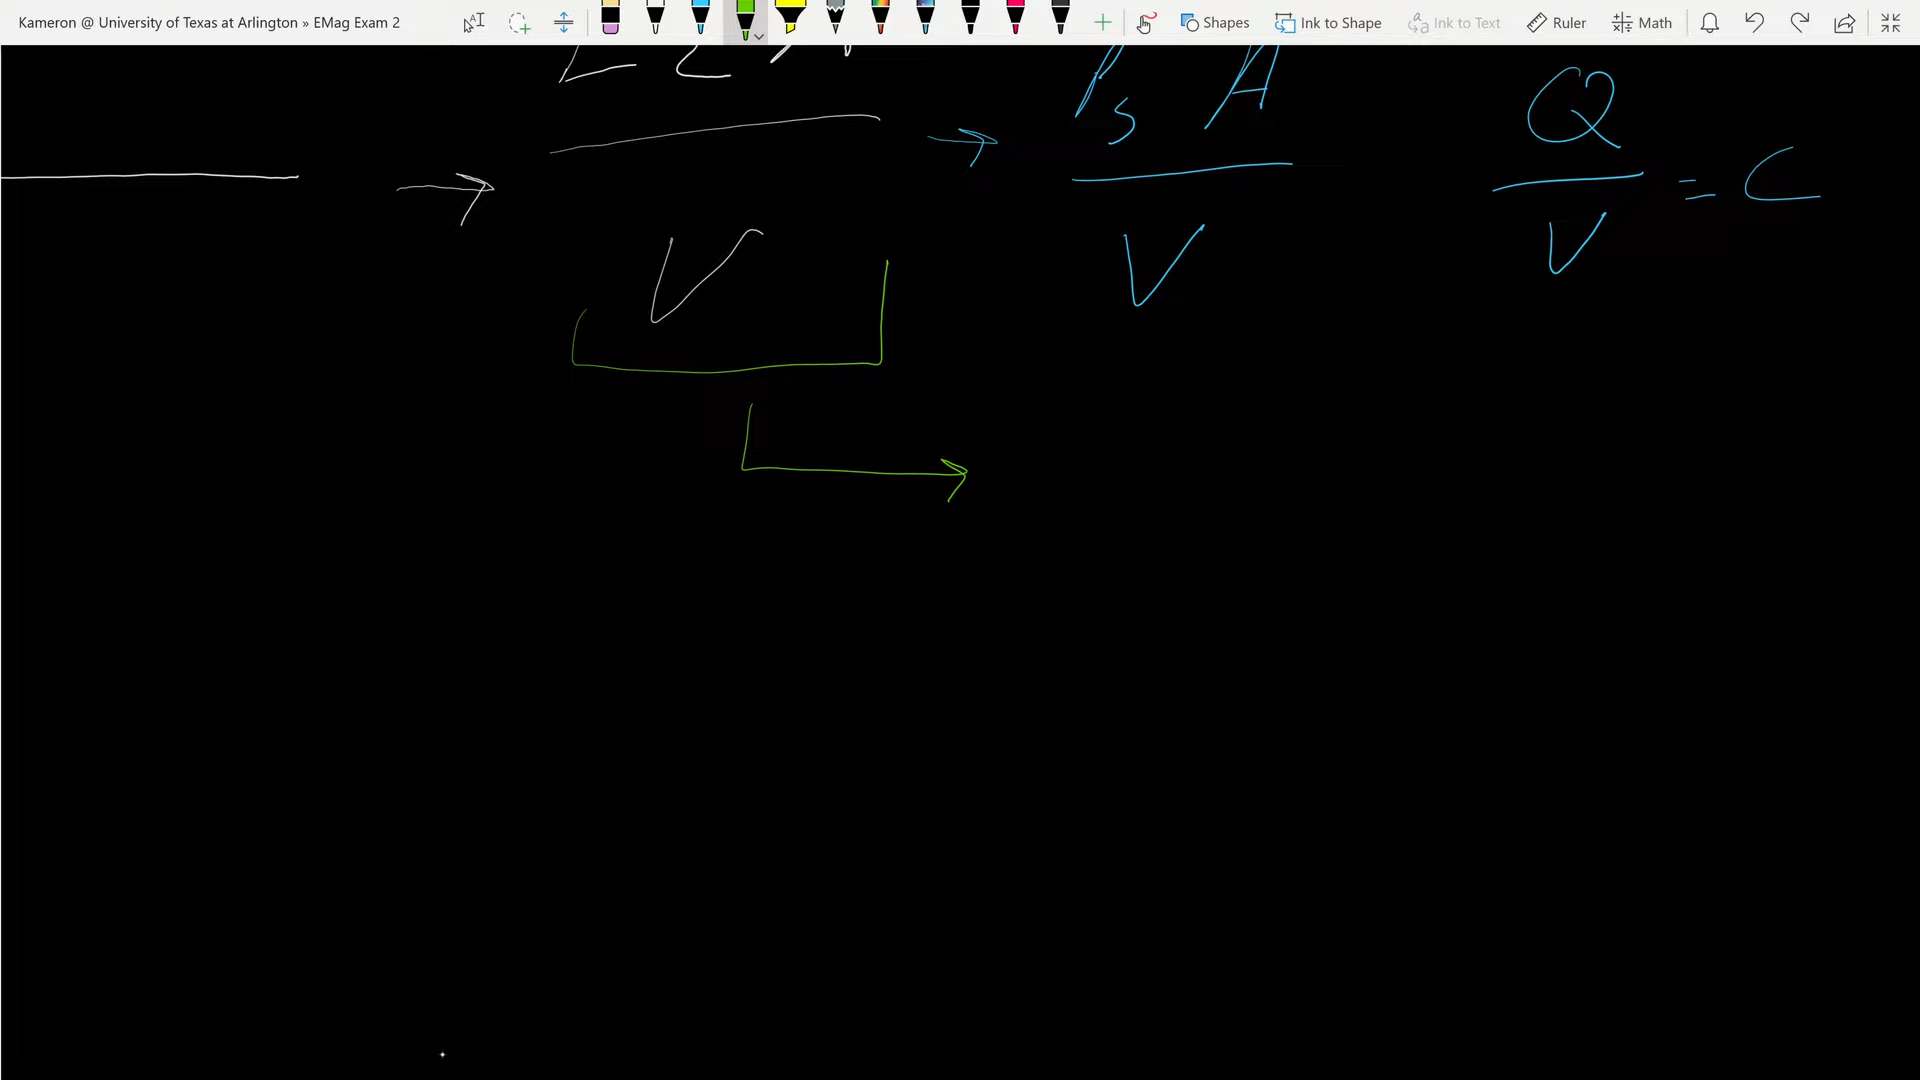 Kameron @ University of Texas at Arlington » EMag Exam 2
Shapes Ink to Shape Ink to Text Ruler Math
→ V → ρs A / V Q / V = C